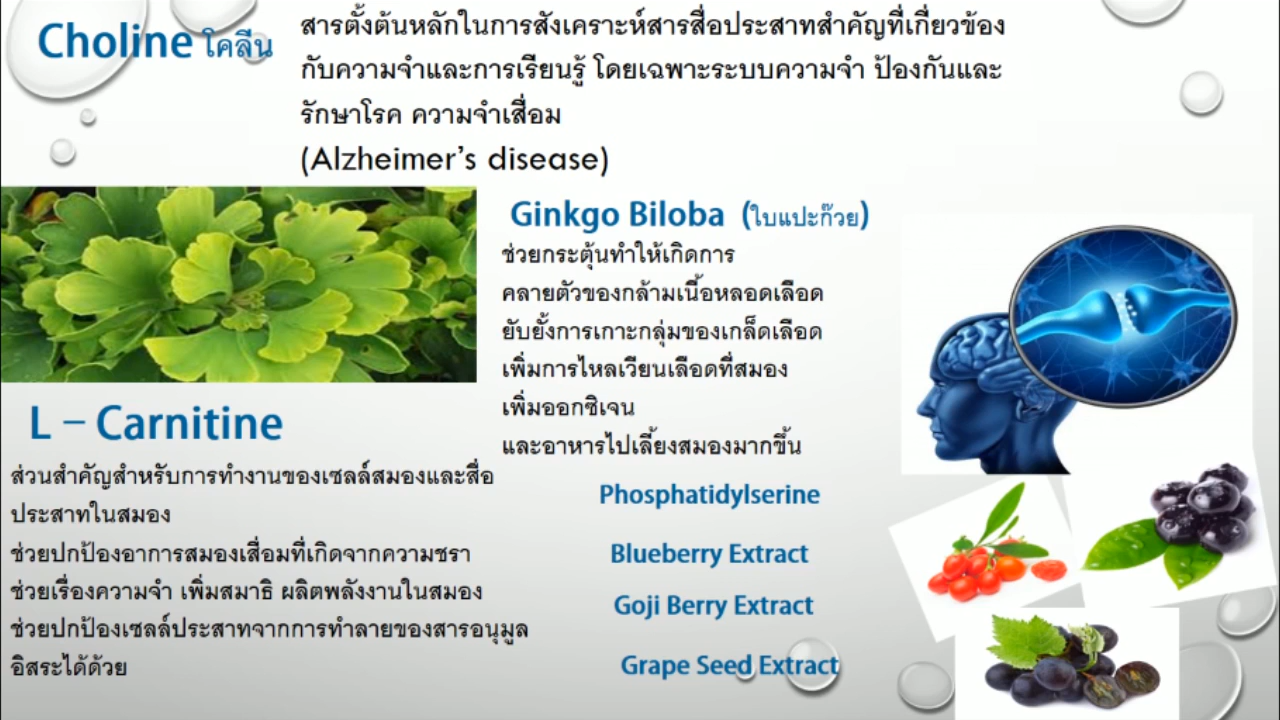 Choline โคลีน
สารตั้งต้นหลักในการสังเคราะห์สารสื่อประสาทสำคัญที่เกี่ยวข้อง
กับความจำและการเรียนรู้ โดยเฉพาะระบบความจำ ป้องกันและ
รักษาโรค ความจำเสื่อม
(Alzheimer's disease)
Ginkgo Biloba (ใบแปะก๊วย)
ช่วยกระตุ้นทำให้เกิดการ
คลายตัวของกล้ามเนื้อหลอดเลือด
ยับยั้งการเกาะกลุ่มของเกล็ดเลือด
เพิ่มการไหลเวียนเลือดที่สมอง
เพิ่มออกซิเจน
และอาหารไปเลี้ยงสมองมากขึ้น
L – Carnitine
ส่วนสำคัญสำหรับการทำงานของเซลล์สมองและสื่อ
ประสาทในสมอง
ช่วยปกป้องอาการสมองเสื่อมที่เกิดจากความชรา
ช่วยเรื่องความจำ เพิ่มสมาธิ ผลิตพลังงานในสมอง
ช่วยปกป้องเซลล์ประสาทจากการทำลายของสารอนุมูล
อิสระได้ด้วย
Phosphatidylserine
Blueberry Extract
Goji Berry Extract
Grape Seed Extract